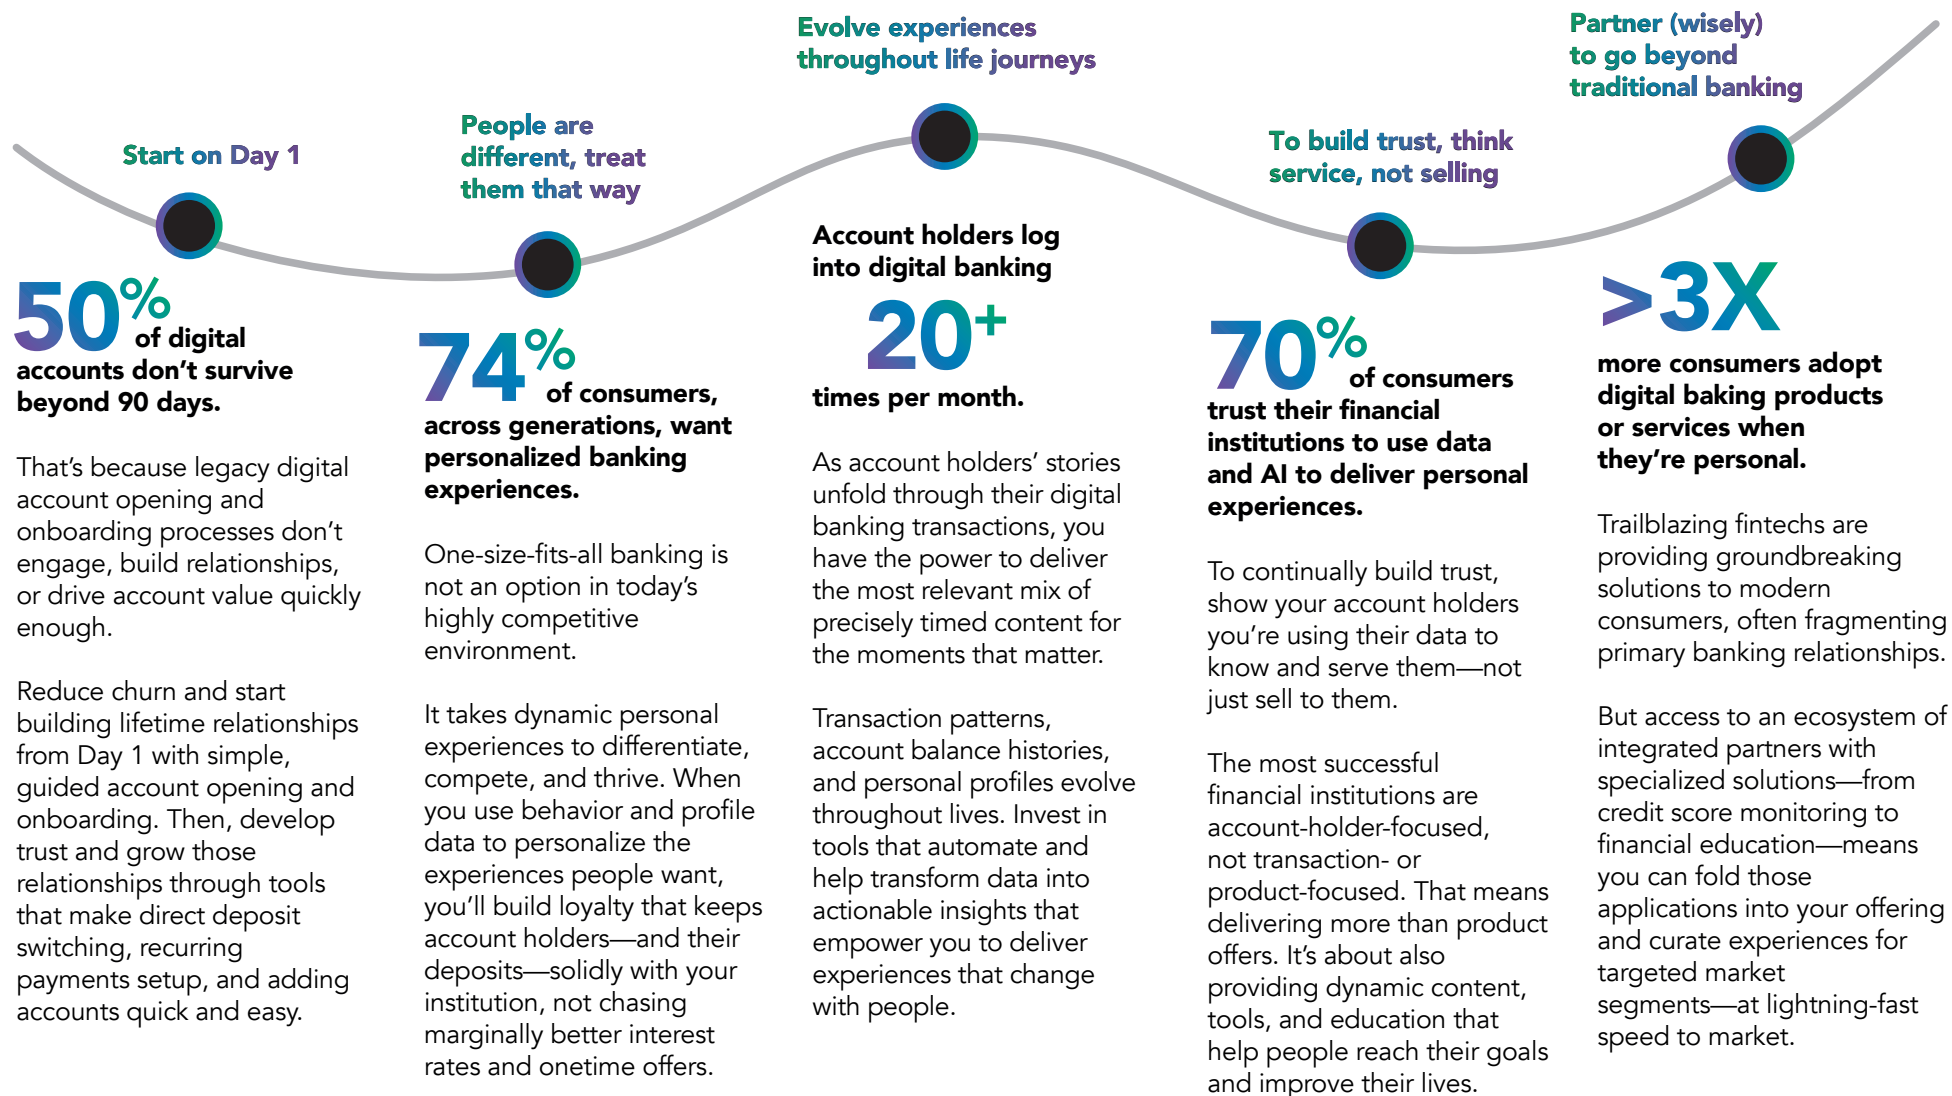 Start on Day 1
50%
of digital
accounts don't survive
beyond 90 days.
That's because legacy digital
account opening and
onboarding processes don't
engage, build relationships,
or drive account value quickly
enough.
Reduce churn and start
building lifetime relationships
from Day 1 with simple,
guided account opening and
onboarding. Then, develop
trust and grow those
relationships through tools
that make direct deposit
switching, recurring
payments setup, and adding
accounts quick and easy.
People are
different, treat
them that way
74%
of consumers,
across generations, want
personalized banking
experiences.
One-size-fits-all banking is
not an option in today's
highly competitive
environment.
It takes dynamic personal
experiences to differentiate,
compete, and thrive. When
you use behavior and profile
data to personalize the
experiences people want,
you'll build loyalty that keeps
account holders—and their
deposits—solidly with your
institution, not chasing
marginally better interest
rates and onetime offers.
Evolve experiences
throughout life journeys
Account holders log
into digital banking
20+
times per month.
As account holders' stories
unfold through their digital
banking transactions, you
have the power to deliver
the most relevant mix of
precisely timed content for
the moments that matter.
Transaction patterns,
account balance histories,
and personal profiles evolve
throughout lives. Invest in
tools that automate and
help transform data into
actionable insights that
empower you to deliver
experiences that change
with people.
To build trust, think
service, not selling
70%
of consumers
trust their financial
institutions to use data
and AI to deliver personal
experiences.
To continually build trust,
show your account holders
you're using their data to
know and serve them—not
just sell to them.
The most successful
financial institutions are
account-holder-focused,
not transaction- or
product-focused. That means
delivering more than product
offers. It's about also
providing dynamic content,
tools, and education that
help people reach their goals
and improve their lives.
Partner (wisely)
to go beyond
traditional banking
>3X
more consumers adopt
digital baking products
or services when
they're personal.
Trailblazing fintechs are
providing groundbreaking
solutions to modern
consumers, often fragmenting
primary banking relationships.
But access to an ecosystem of
integrated partners with
specialized solutions—from
credit score monitoring to
financial education—means
you can fold those
applications into your offering
and curate experiences for
targeted market
segments—at lightning-fast
speed to market.